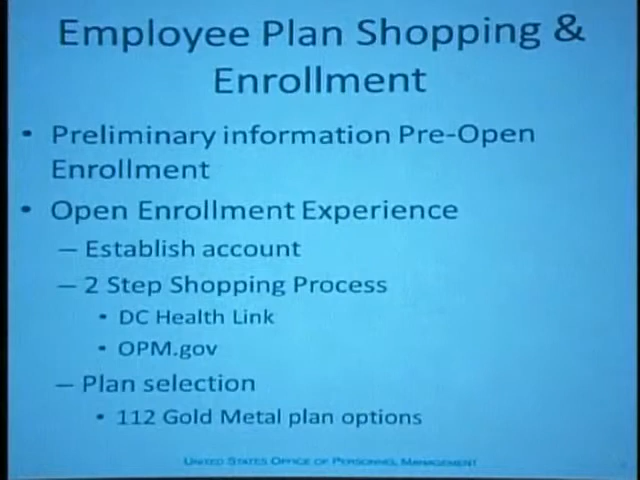 Employee Plan Shopping &
Enrollment
• Preliminary information Pre-Open
Enrollment
• Open Enrollment Experience
– Establish account
– 2 Step Shopping Process
• DC Health Link
• OPM.gov
– Plan selection
• 112 Gold Metal plan options
UNITED STATES OFFICE OF PERSONNEL MANAGEMENT